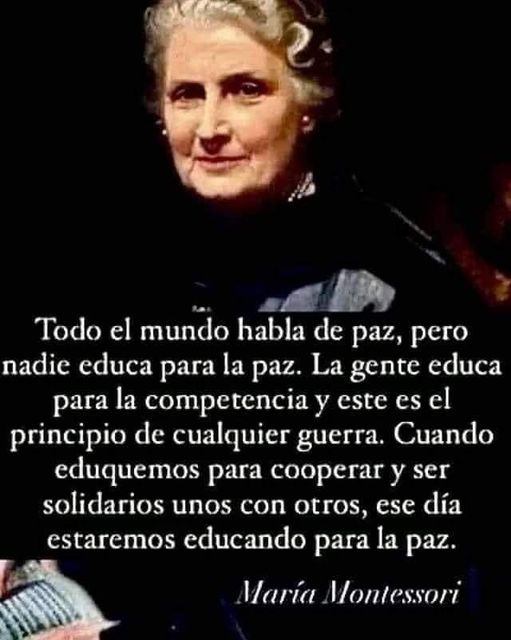 Todo el mundo habla de paz, pero
nadie educa para la paz. La gente educa
para la competencia y este es el
principio de cualquier guerra. Cuando
eduquemos para cooperar y ser
solidarios unos con otros, ese día
estaremos educando para la paz.
María Montessori